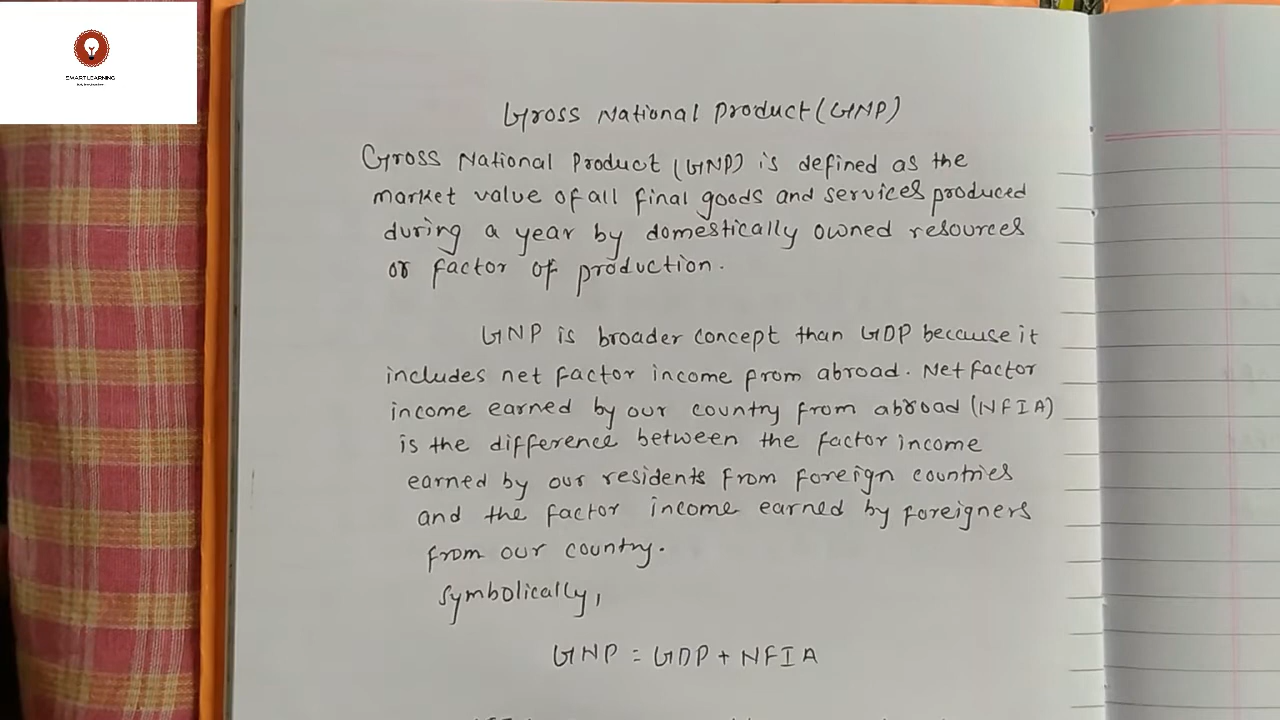 SMART LEARNING
Gross National Product (GNP)
Gross National Product (GNP) is defined as the
market value of all final goods and services produced
during a year by domestically owned resources
or factor of production.
GNP is broader concept than GDP because it
includes net factor income from abroad. Net factor
income earned by our country from abroad (NFIA)
is the difference between the factor income
earned by our residents from foreign countries
and the factor income earned by foreigners
from our country.
Symbolically,
GNP = GDP + NFIA